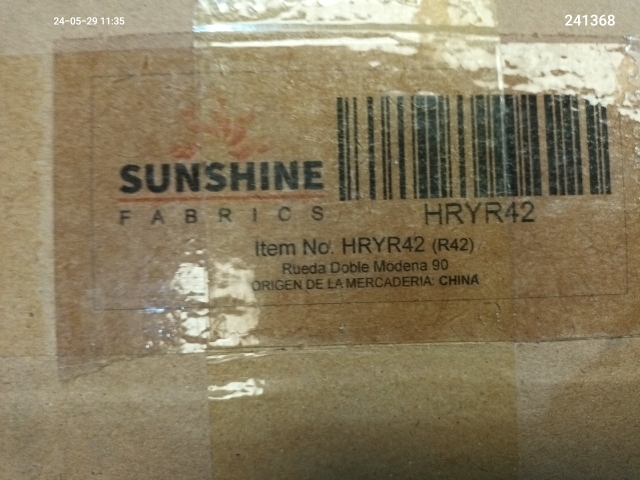 24-05-29 11:35
241368
SUNSHINE
FABRICS
HRYR42
Item No. HRYR42 (R42)
Rueda Doble Modena 90
ORIGEN DE LA MERCADERIA: CHINA